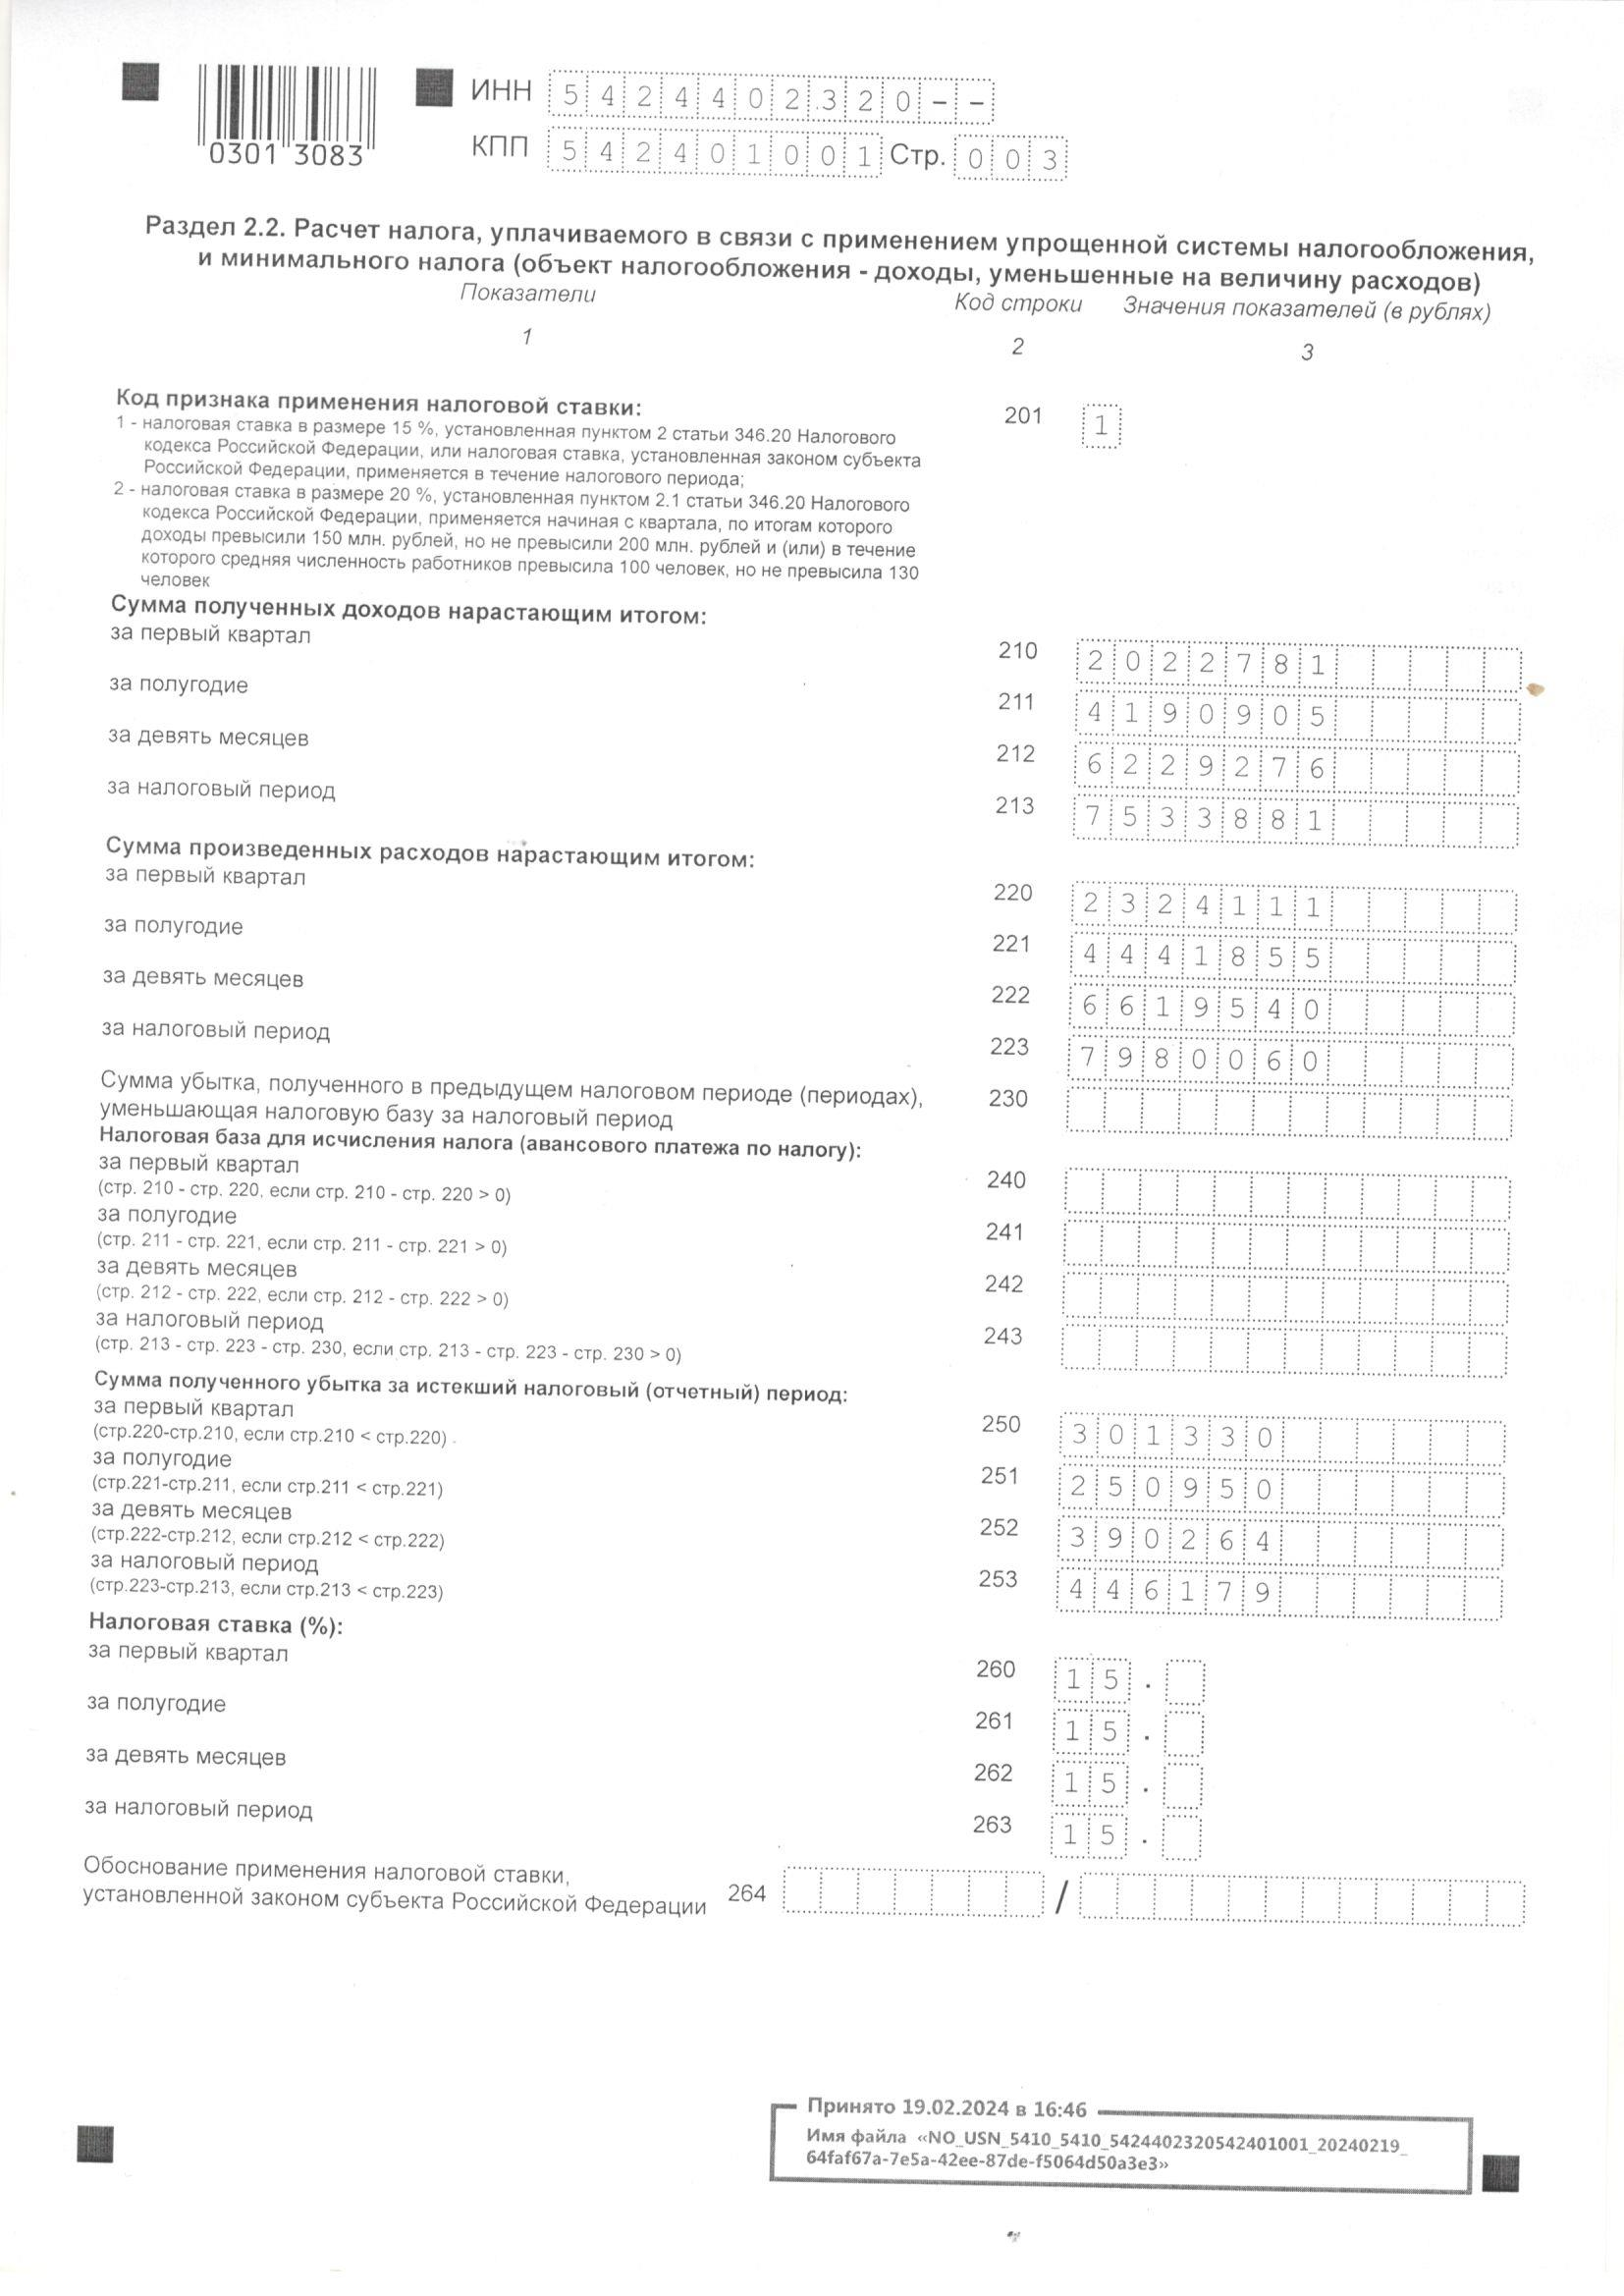 ИНН 5424402320--
0301 3083
КПП 542401001 Стр. 003
Раздел 2.2. Расчет налога, уплачиваемого в связи с применением упрощенной системы налогообложения,
и минимального налога (объект налогообложения - доходы, уменьшенные на величину расходов)
Показатели Код строки Значения показателей (в рублях)
1 2 3
Код признака применения налоговой ставки: 201 1
1 - налоговая ставка в размере 15 %, установленная пунктом 2 статьи 346.20 Налогового
кодекса Российской Федерации, или налоговая ставка, установленная законом субъекта
Российской Федерации, применяется в течение налогового периода;
2 - налоговая ставка в размере 20 %, установленная пунктом 2.1 статьи 346.20 Налогового
кодекса Российской Федерации, применяется начиная с квартала, по итогам которого
доходы превысили 150 млн. рублей, но не превысили 200 млн. рублей и (или) в течение
которого средняя численность работников превысила 100 человек, но не превысила 130
человек
Сумма полученных доходов нарастающим итогом:
за первый квартал 210 2022781
за полугодие 211 4190905
за девять месяцев 212 6229276
за налоговый период 213 7533881
Сумма произведенных расходов нарастающим итогом:
за первый квартал 220 2324111
за полугодие 221 4441855
за девять месяцев 222 6619540
за налоговый период 223 7980060
Сумма убытка, полученного в предыдущем налоговом периоде (периодах), 230
уменьшающая налоговую базу за налоговый период
Налоговая база для исчисления налога (авансового платежа по налогу):
за первый квартал 240
(стр. 210 - стр. 220, если стр. 210 - стр. 220 > 0)
за полугодие 241
(стр. 211 - стр. 221, если стр. 211 - стр. 221 > 0)
за девять месяцев 242
(стр. 212 - стр. 222, если стр. 212 - стр. 222 > 0)
за налоговый период 243
(стр. 213 - стр. 223 - стр. 230, если стр. 213 - стр. 223 - стр. 230 > 0)
Сумма полученного убытка за истекший налоговый (отчетный) период:
за первый квартал 250 301330
(стр.220-стр.210, если стр.210 < стр.220)
за полугодие 251 250950
(стр.221-стр.211, если стр.211 < стр.221)
за девять месяцев 252 390264
(стр.222-стр.212, если стр.212 < стр.222)
за налоговый период 253 446179
(стр.223-стр.213, если стр.213 < стр.223)
Налоговая ставка (%):
за первый квартал 260 15.
за полугодие 261 15.
за девять месяцев 262 15.
за налоговый период 263 15.
Обоснование применения налоговой ставки,
установленной законом субъекта Российской Федерации 264 /
Принято 19.02.2024 в 16:46
Имя файла «NO_USN_5410_5410_5424402320542401001_20240219_
64faf67a-7e5a-42ee-87de-f5064d50a3e3»